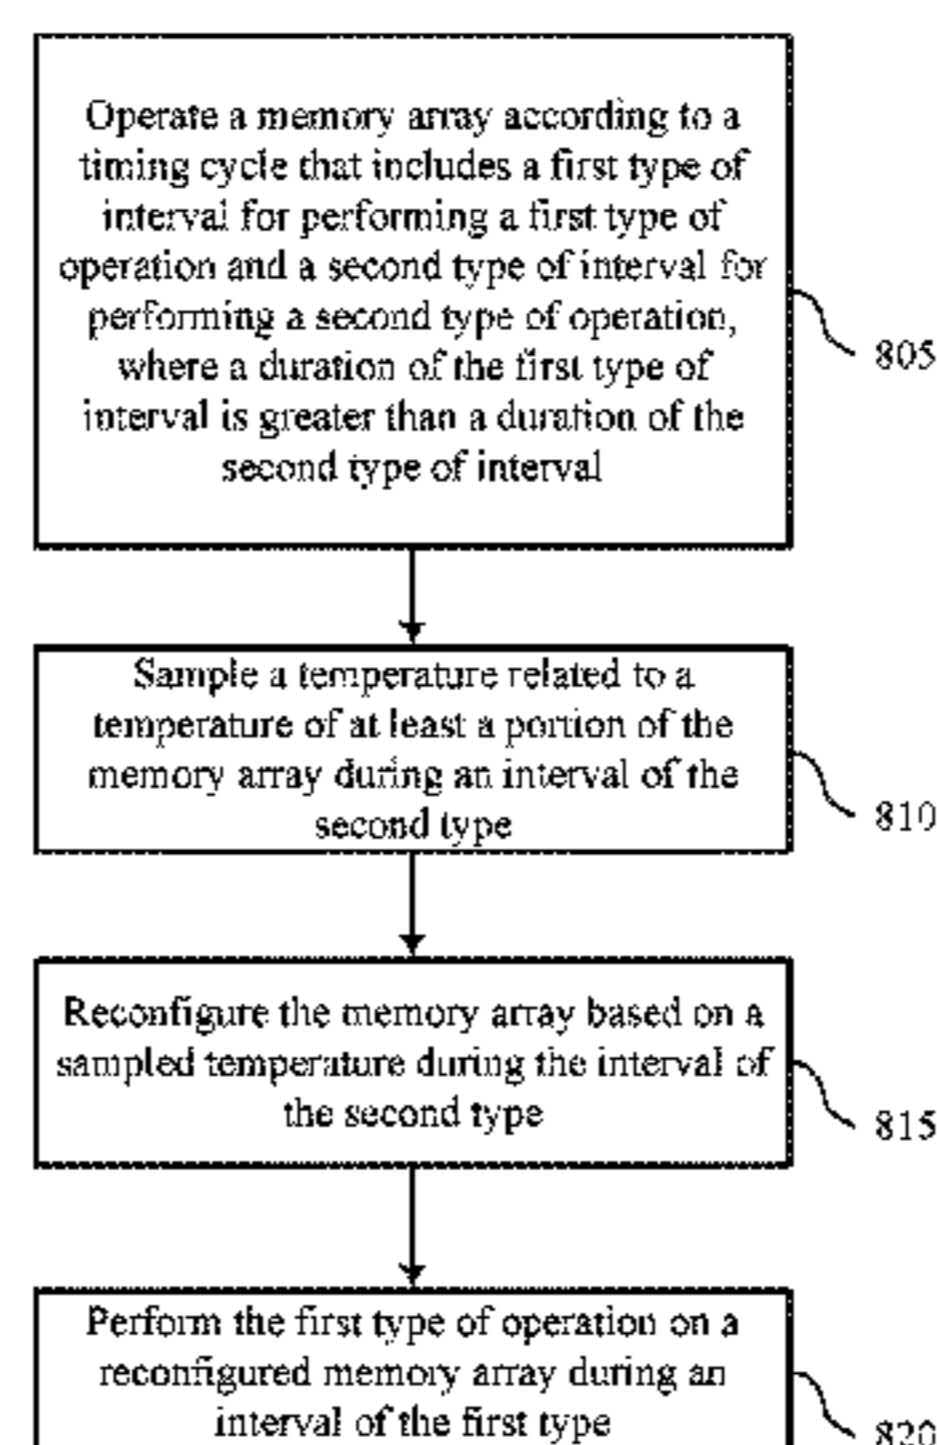 Operate a memory array according to a
timing cycle that includes a first type of
interval for performing a first type of
operation and a second type of interval for
performing a second type of operation,
where a duration of the first type of
interval is greater than a duration of the
second type of interval
805
Sample a temperature related to a
temperature of at least a portion of the
memory array during an interval of the
second type
810
Reconfigure the memory array based on a
sampled temperature during the interval of
the second type
815
Perform the first type of operation on a
reconfigured memory array during an
interval of the first type
820